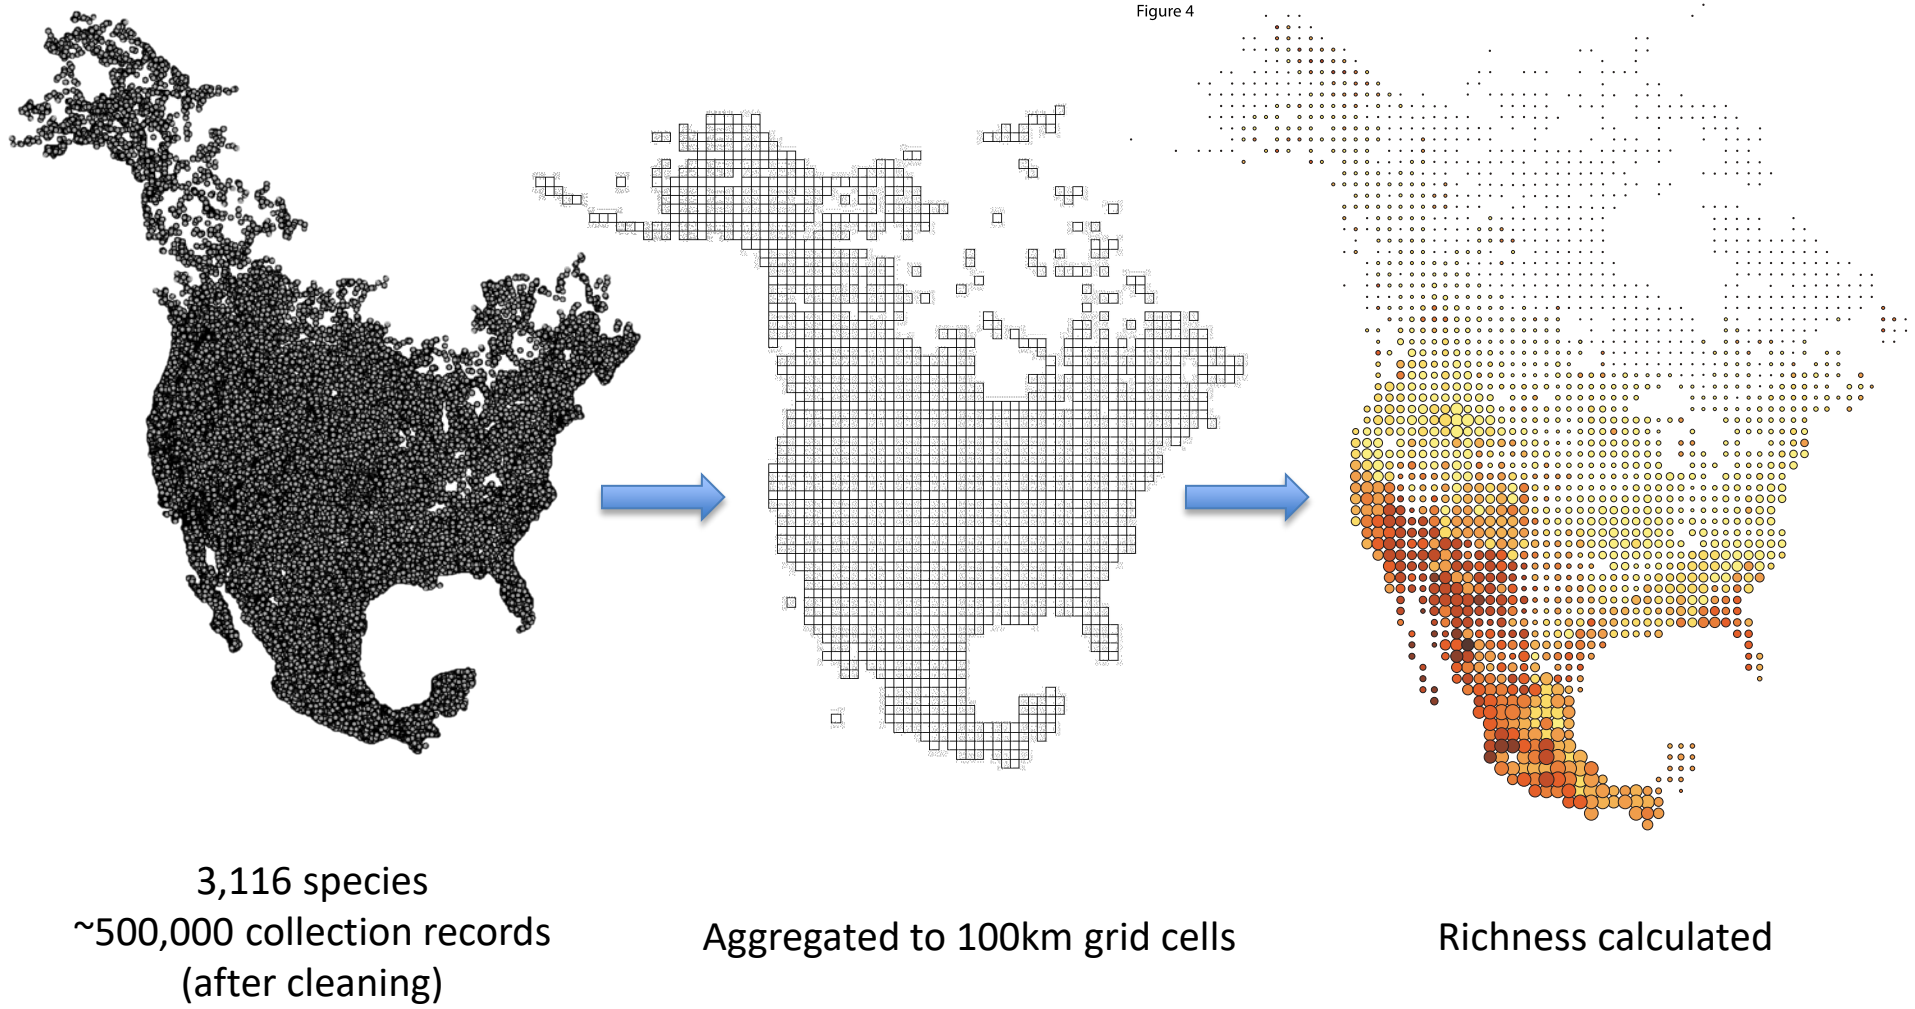 Figure 4
3,116 species
~500,000 collection records
(after cleaning)
Aggregated to 100km grid cells
Richness calculated